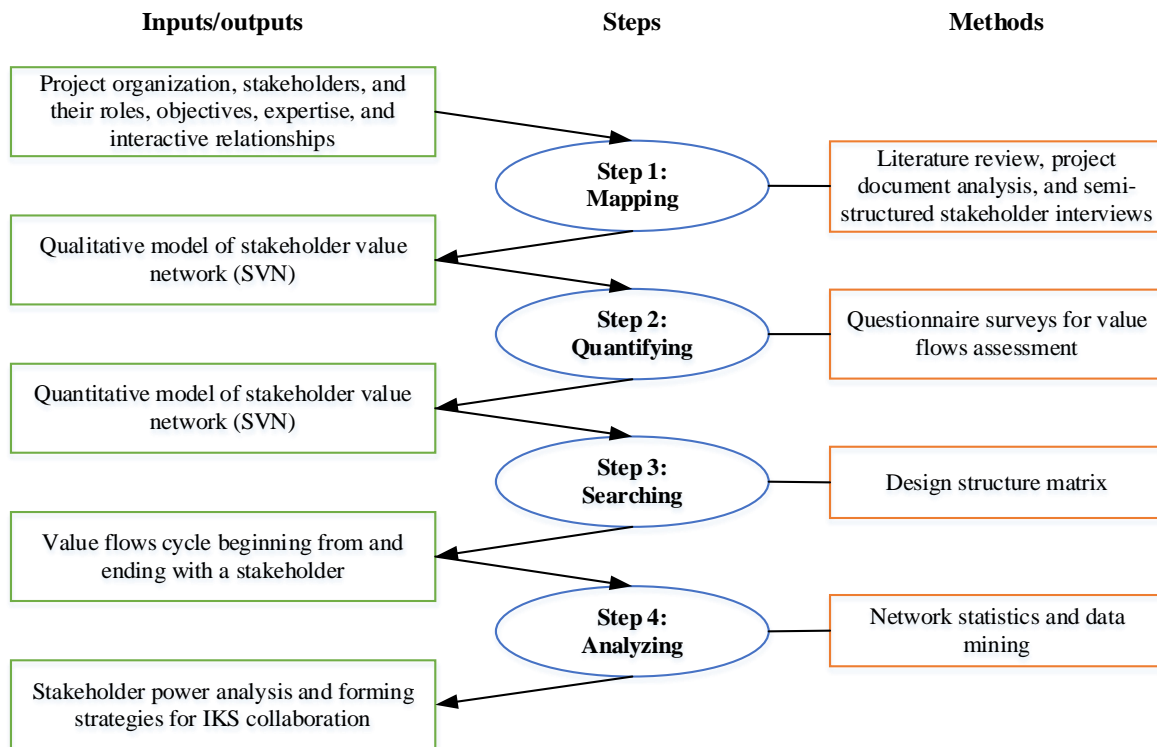 Inputs/outputs
Steps
Methods
Project organization, stakeholders, and
their roles, objectives, expertise, and
interactive relationships
Step 1:
Mapping
Literature review, project
document analysis, and semi-
structured stakeholder interviews
Qualitative model of stakeholder value
network (SVN)
Step 2:
Quantifying
Questionnaire surveys for value
flows assessment
Quantitative model of stakeholder value
network (SVN)
Step 3:
Searching
Design structure matrix
Value flows cycle beginning from and
ending with a stakeholder
Step 4:
Analyzing
Network statistics and data
mining
Stakeholder power analysis and forming
strategies for IKS collaboration